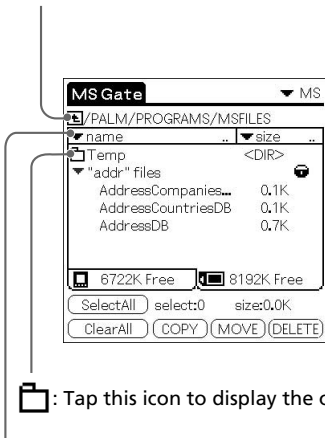 MS Gate MS
/PALM/PROGRAMS/MSFILES
name .. size ..
Temp <DIR>
"addr" files
AddressCompanies... 0.1K
AddressCountriesDB 0.1K
AddressDB 0.7K
6722K Free 8192K Free
SelectAll select:0 size:0.0K
ClearAll COPY MOVE DELETE
: Tap this icon to display the